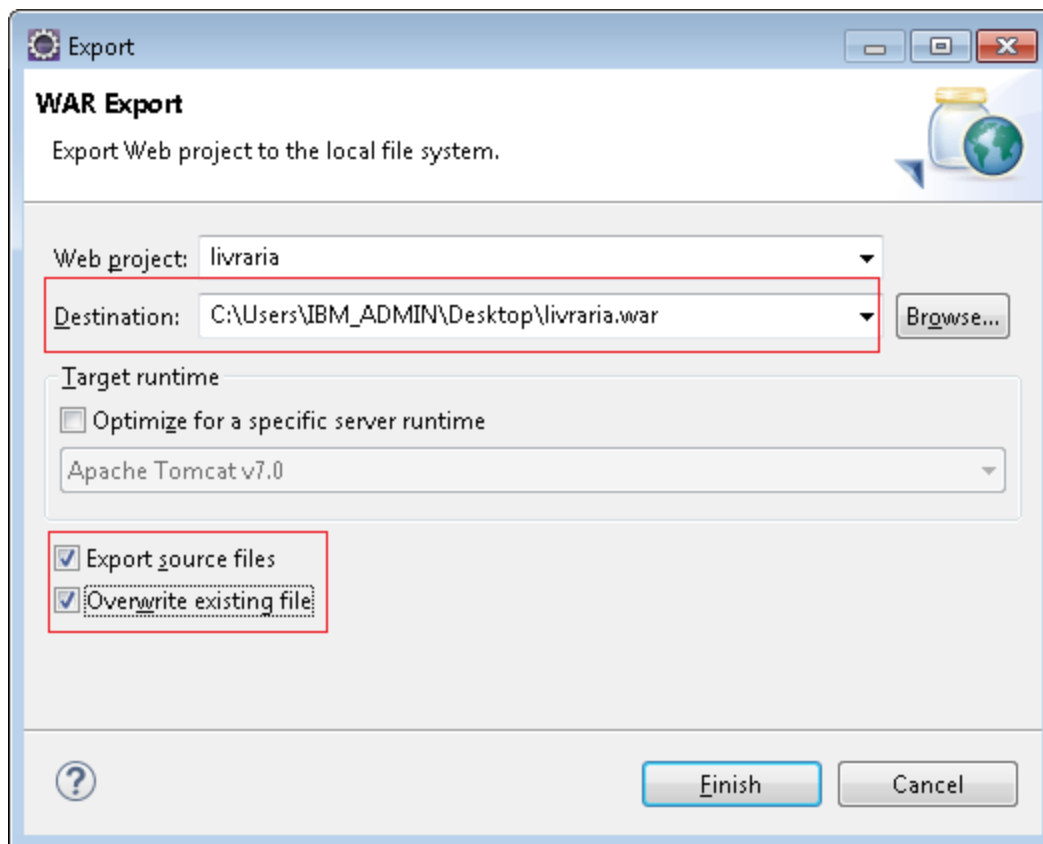 Export
WAR Export
Export Web project to the local file system.
Web project: livraria
Destination: C:\Users\IBM_ADMIN\Desktop\livraria.war Browse...
Target runtime
Optimize for a specific server runtime
Apache Tomcat v7.0
Export source files
Overwrite existing file
? Finish Cancel